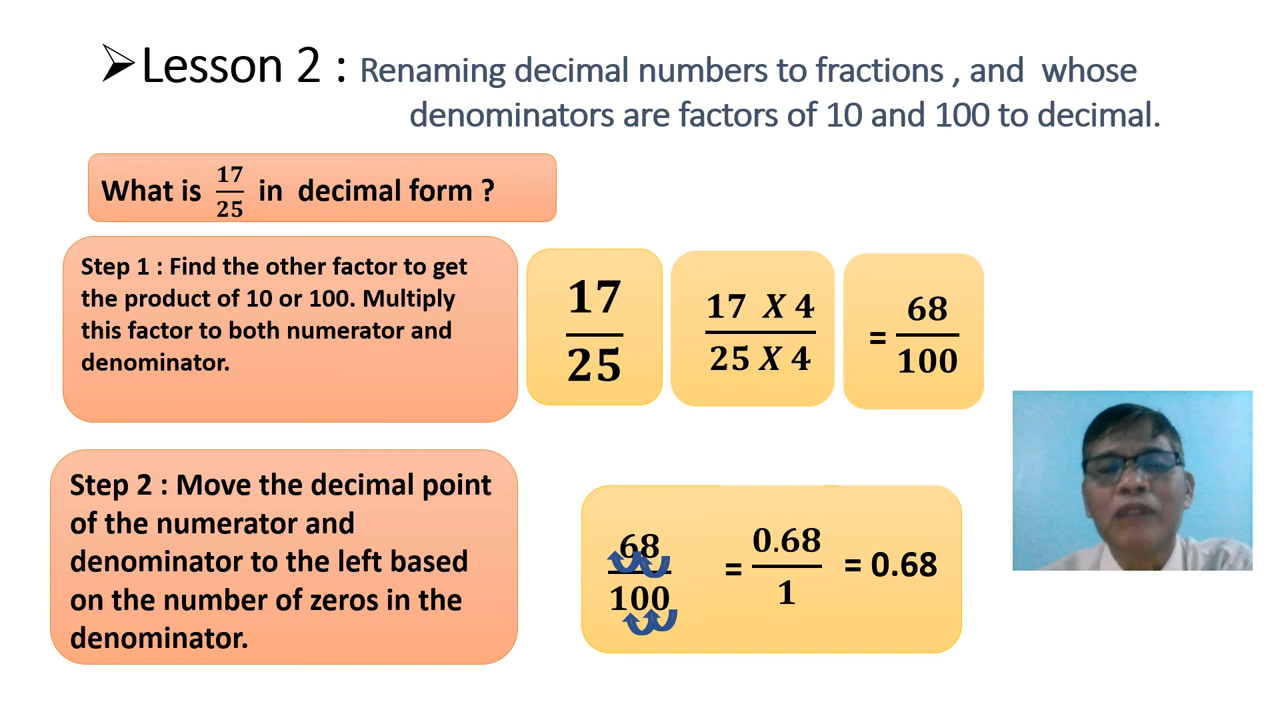 ➢Lesson 2 : Renaming decimal numbers to fractions , and whose
denominators are factors of 10 and 100 to decimal.
What is 17/25 in decimal form ?
Step 1 : Find the other factor to get
the product of 10 or 100. Multiply
this factor to both numerator and
denominator.
17
25
17 X 4
25 X 4
= 68/100
Step 2 : Move the decimal point
of the numerator and
denominator to the left based
on the number of zeros in the
denominator.
68/100 = 0.68/1 = 0.68